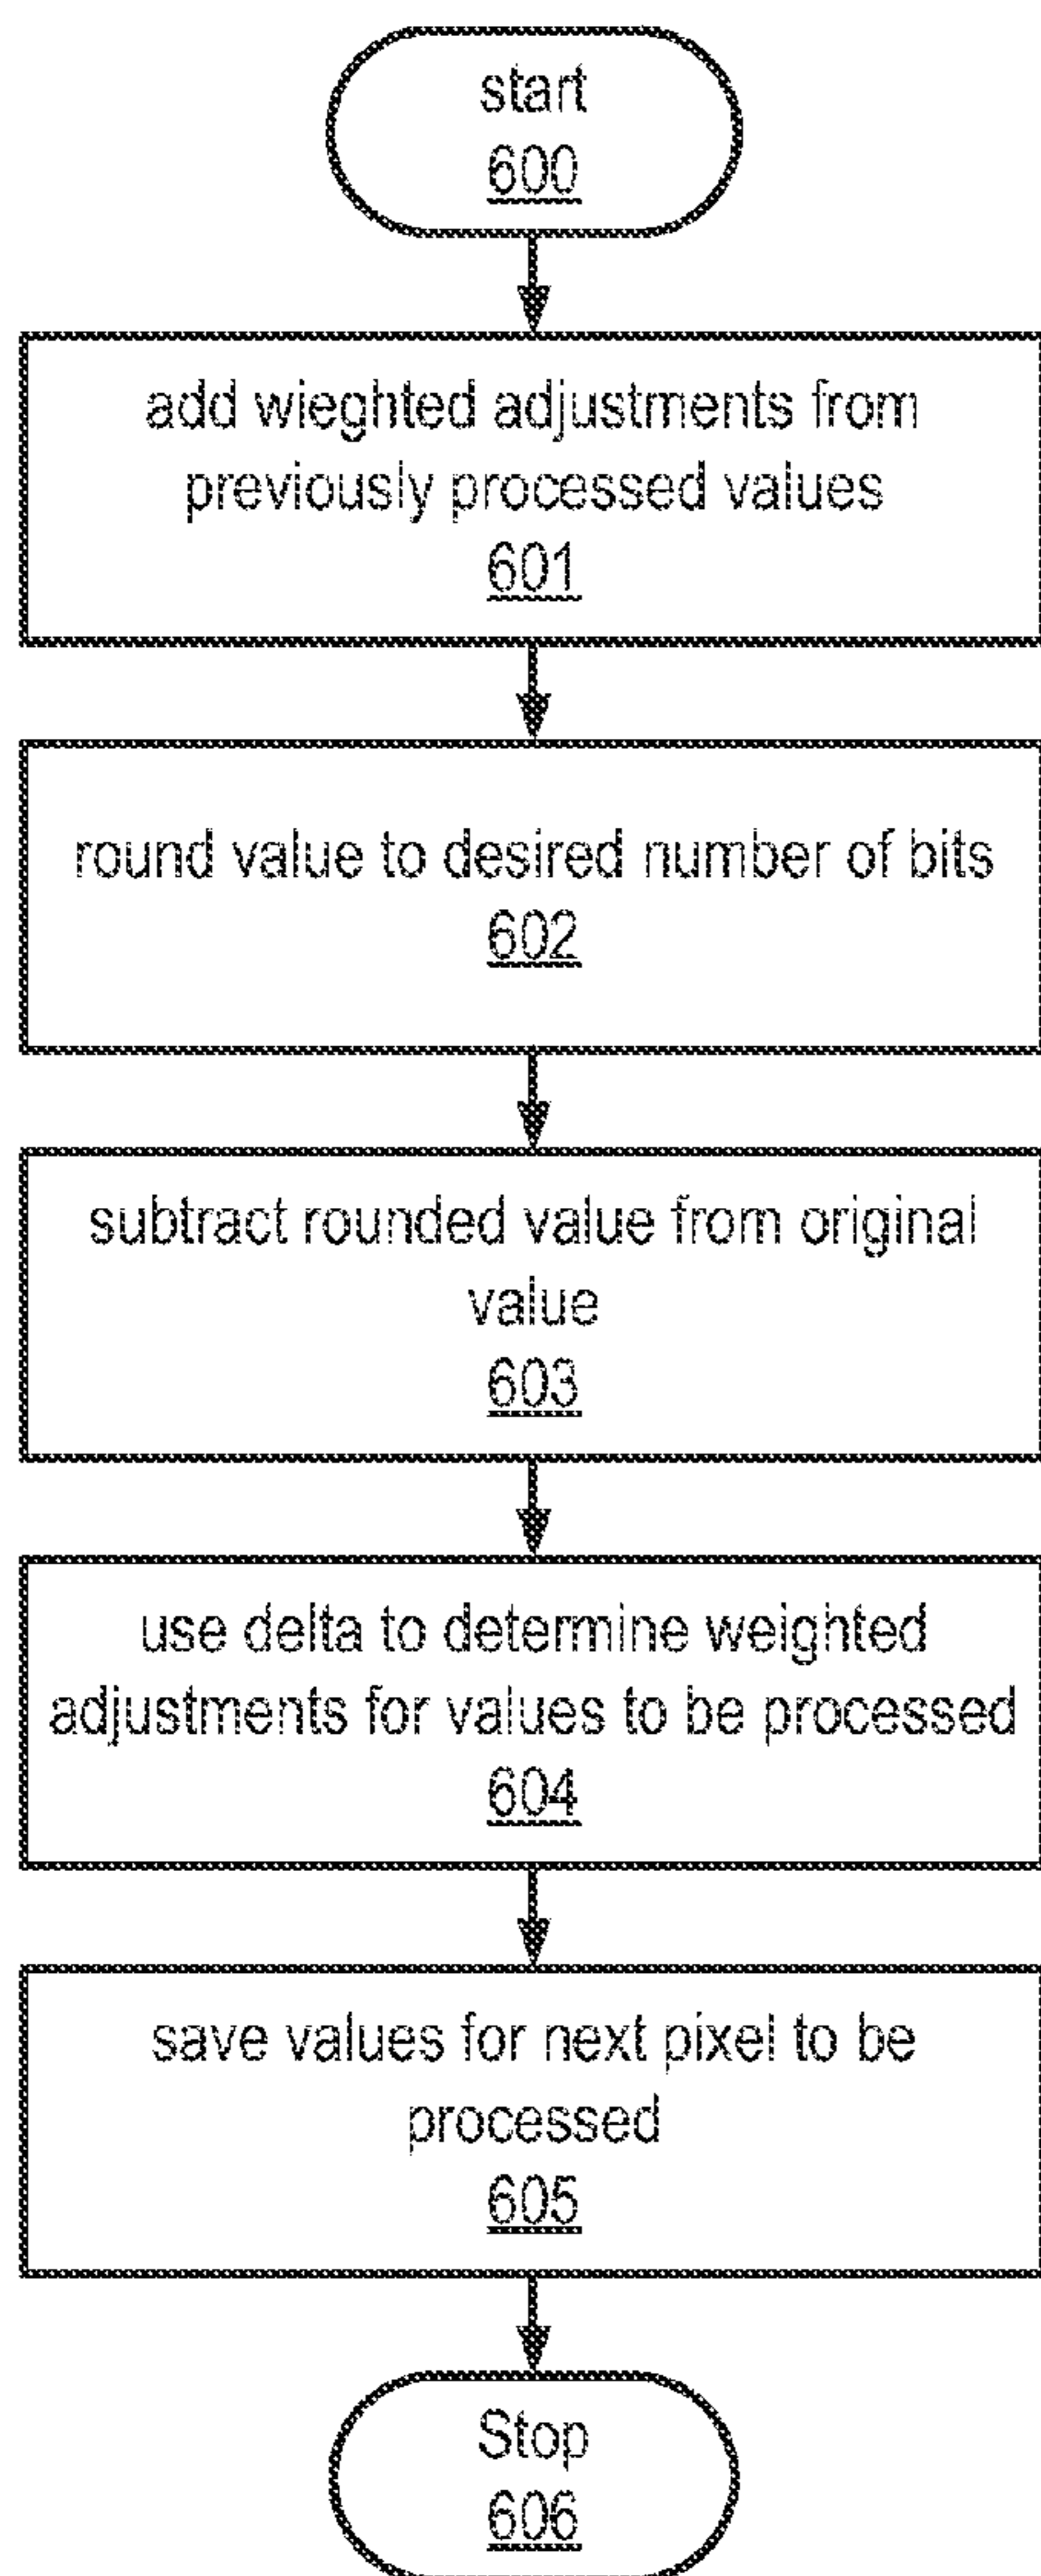 start
600
add wieghted adjustments from
previously processed values
601
round value to desired number of bits
602
subtract rounded value from original
value
603
use delta to determine weighted
adjustments for values to be processed
604
save values for next pixel to be
processed
605
Stop
606